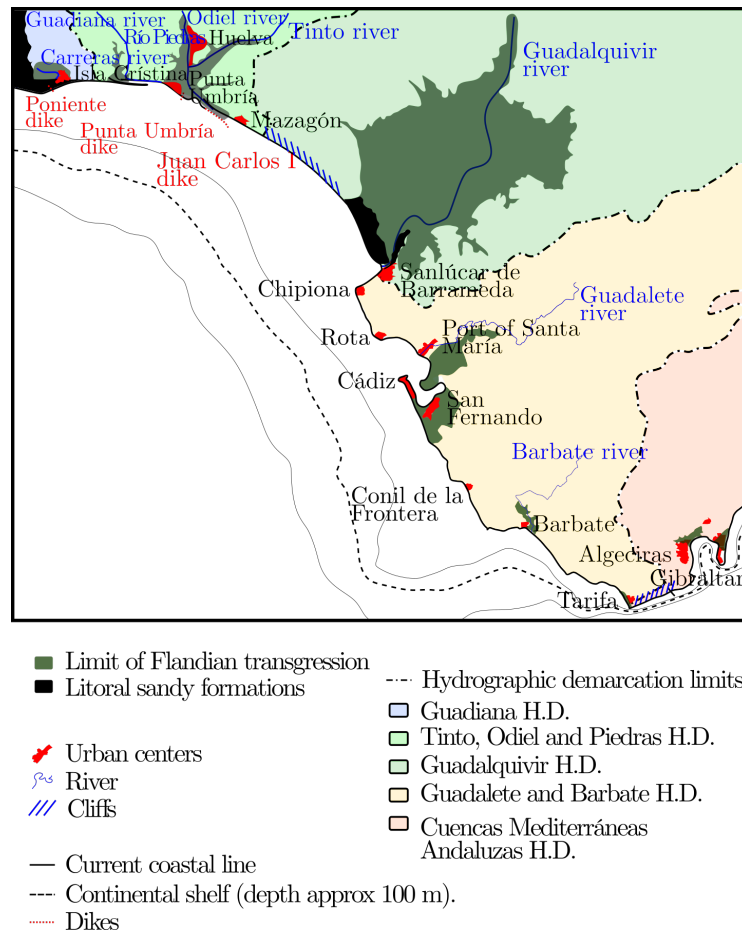 Guadiana river
Odiel river
Río Piedras
Huelva
Tinto river
Carreras river
Isla Cristina
Punta
Umbría
Guadalquivir
river
Poniente
dike
Punta Umbría
dike
Mazagón
Juan Carlos I
dike
Sanlúcar de
Barrameda
Chipiona
Guadalete
river
Rota
Port of Santa
María
Cádiz
San
Fernando
Barbate river
Conil de la
Frontera
Barbate
Algeciras
Gibraltar
Tarifa
Limit of Flandian transgression
Litoral sandy formations
Urban centers
River
Cliffs
Current coastal line
Continental shelf (depth approx 100 m).
Dikes
Hydrographic demarcation limits
Guadiana H.D.
Tinto, Odiel and Piedras H.D.
Guadalquivir H.D.
Guadalete and Barbate H.D.
Cuencas Mediterráneas
Andaluzas H.D.